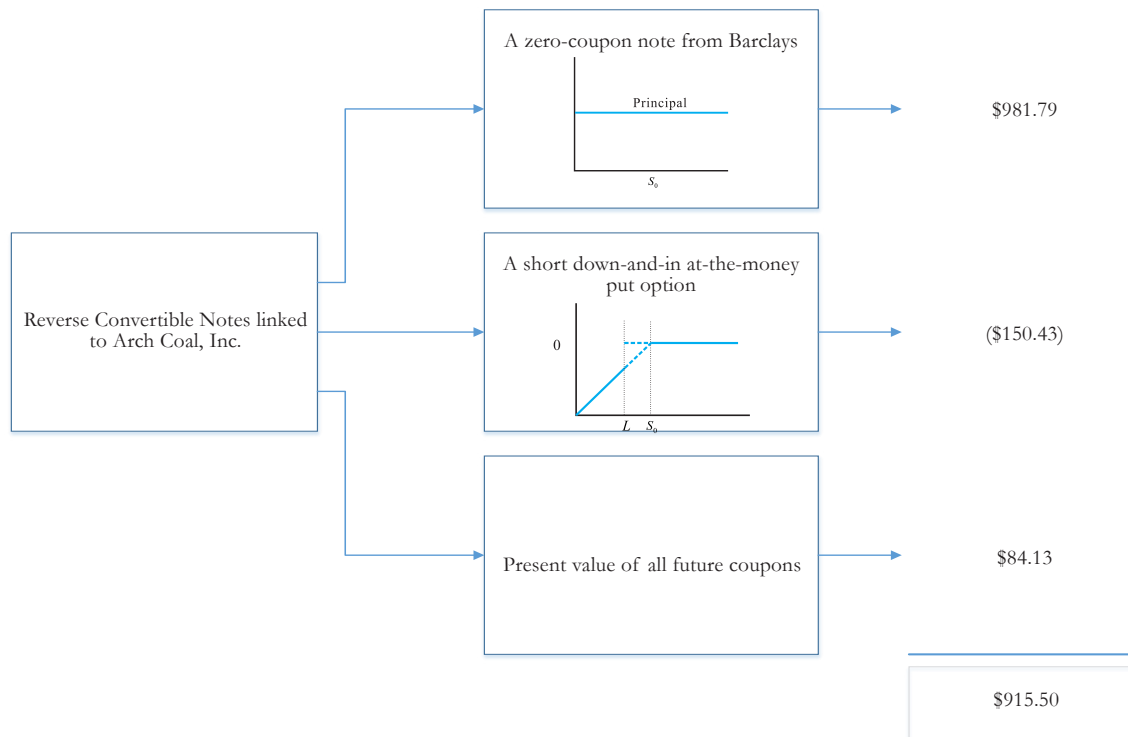 A zero-coupon note from Barclays
Principal
S₀
$981.79
Reverse Convertible Notes linked
to Arch Coal, Inc.
A short down-and-in at-the-money
put option
0
L S₀
($150.43)
Present value of all future coupons
$84.13
$915.50